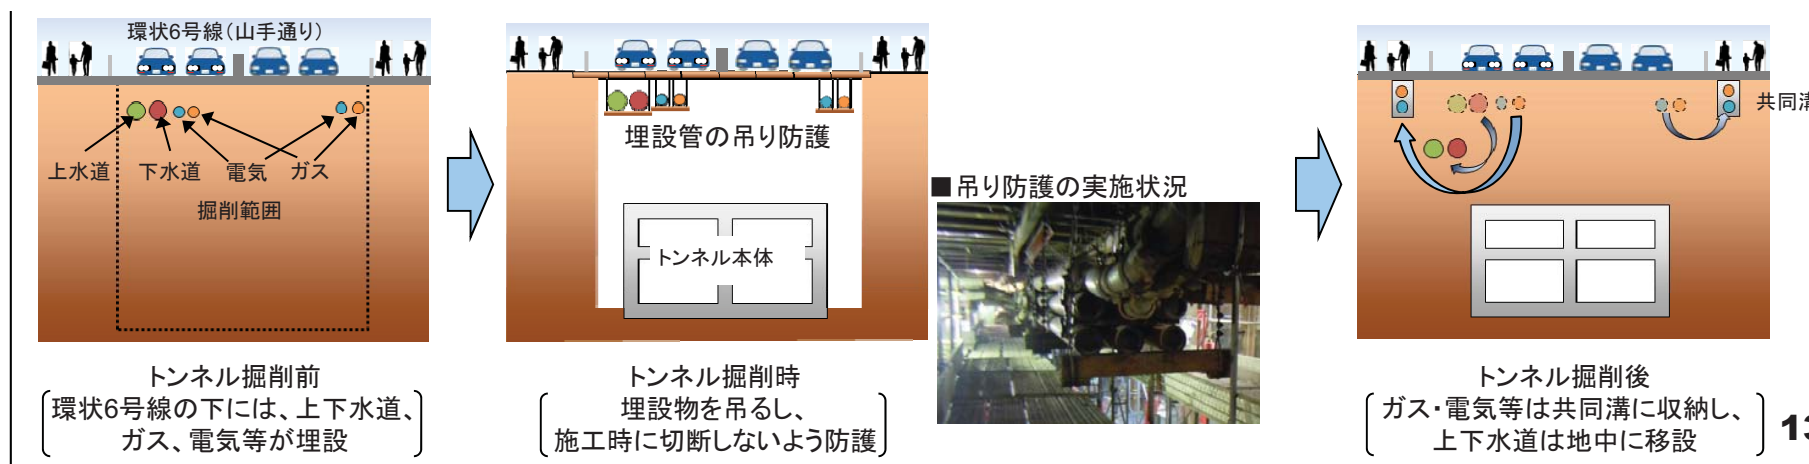 環状6号線(山手通り)
上水道
下水道
電気
ガス
掘削範囲
トンネル掘削前
環状6号線の下には、上下水道、
ガス、電気等が埋設
埋設管の吊り防護
トンネル本体
トンネル掘削時
埋設物を吊るし、
施工時に切断しないよう防護
■吊り防護の実施状況
共同溝
トンネル掘削後
ガス・電気等は共同溝に収納し、
上下水道は地中に移設
13